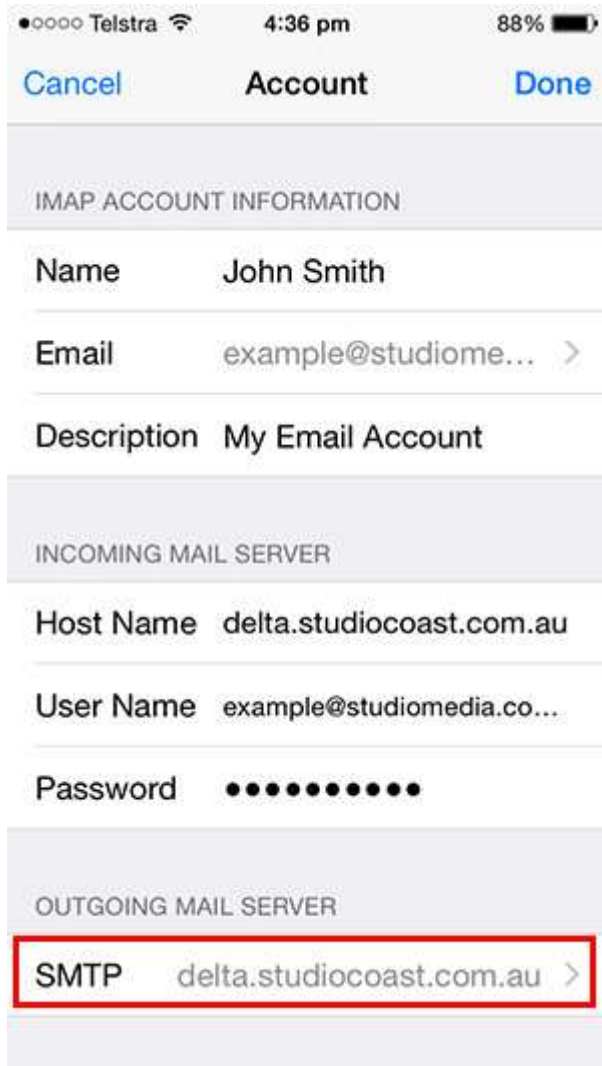 Telstra 4:36 pm 88%
Cancel Account Done
IMAP ACCOUNT INFORMATION
Name John Smith
Email example@studiome...
Description My Email Account
INCOMING MAIL SERVER
Host Name delta.studiocoast.com.au
User Name example@studiomedia.co...
Password ●●●●●●●●●●
OUTGOING MAIL SERVER
SMTP delta.studiocoast.com.au